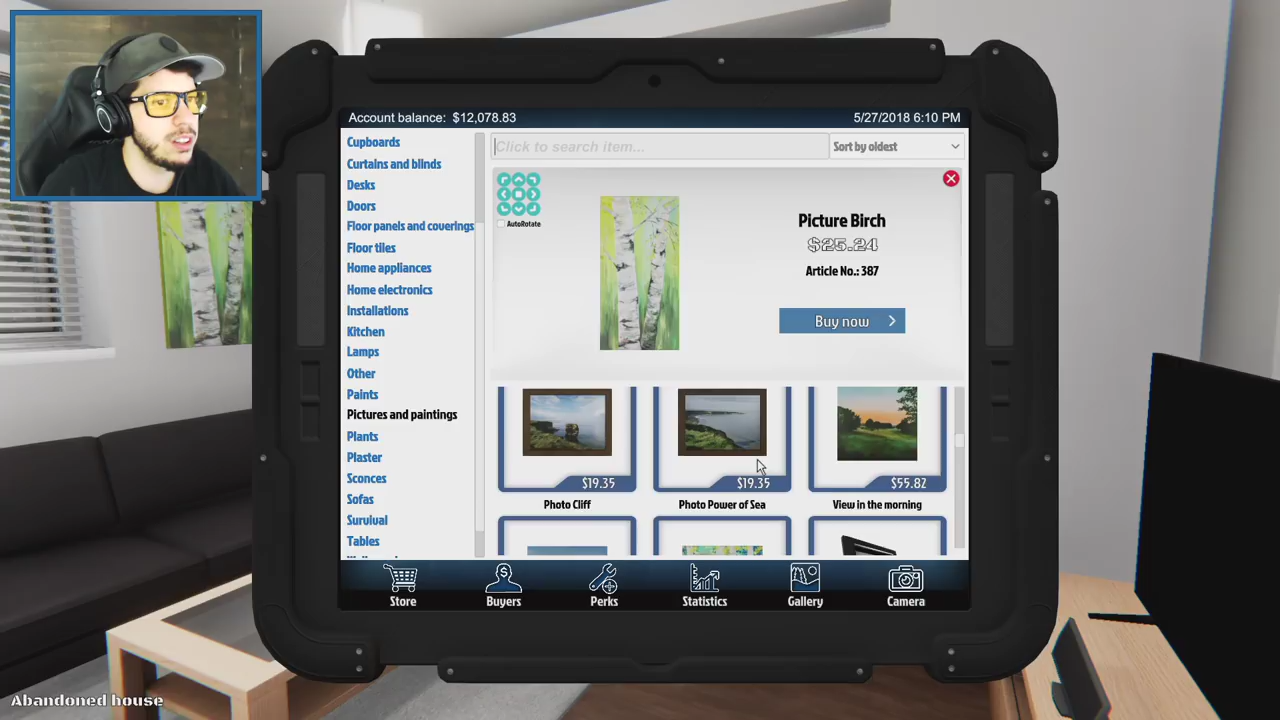 Account balance: $12,078.83
5/27/2018 6:10 PM
Cupboards
Curtains and blinds
Desks
Doors
Floor panels and coverings
Floor tiles
Home appliances
Home electronics
Installations
Kitchen
Lamps
Other
Paints
Pictures and paintings
Plants
Plaster
Sconces
Sofas
Survival
Tables
Click to search item...
Sort by oldest
AutoRotate
Picture Birch
$25.24
Article No.: 387
Buy now
$19.35
$19.35
$55.82
Photo Cliff
Photo Power of Sea
View in the morning
Store
Buyers
Perks
Statistics
Gallery
Camera
Abandoned house